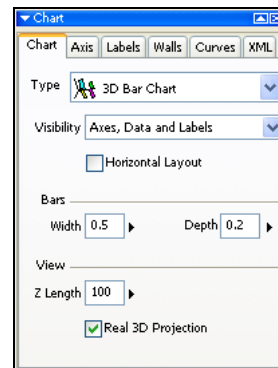 Chart
Chart Axis Labels Walls Curves XML
Type 3D Bar Chart
Visibility Axes, Data and Labels
Horizontal Layout
Bars
Width 0.5 Depth 0.2
View
Z Length 100
Real 3D Projection